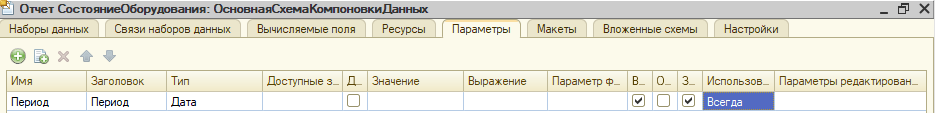 Отчет СостояниеОборудования: ОсновнаяСхемаКомпоновкиДанных
Наборы данных Связи наборов данных Вычисляемые поля Ресурсы Параметры Макеты Вложенные схемы Настройки
Имя Заголовок Тип Доступные з... Д... Значение Выражение Параметр Ф... В... О... З... Использов... Параметры редактирован...
Период Период Дата Всегда